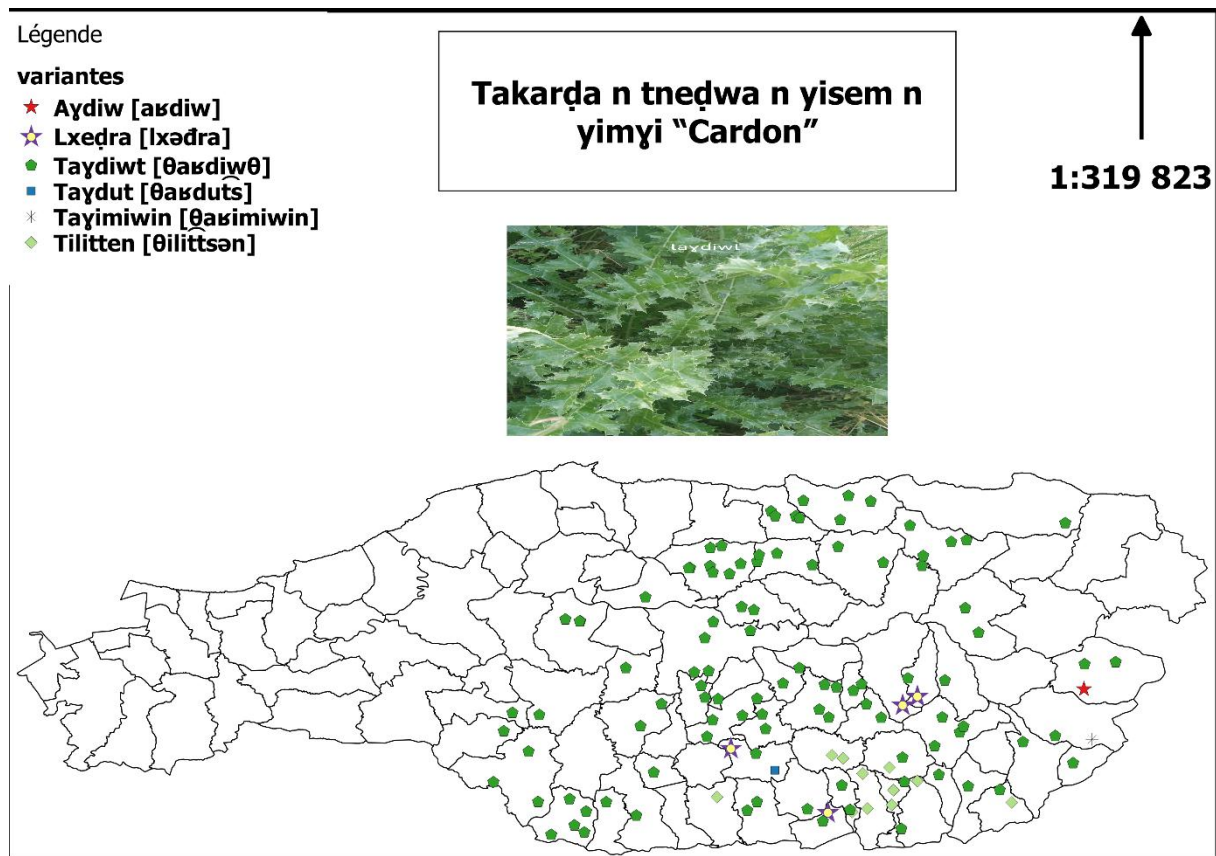 Légende
variantes
Aɣdiw [aʁdiw]
Lxeḍra [lxəđra]
Taɣdiwt [θaʁdiwθ]
Taɣdut [θaʁdut͡s]
Taɣimiwin [θaʁimiwin]
Tilitten [θilit͡tsən]
Takarḍa n tneḍwa n yisem n
yimɣi “Cardon”
1:319 823
taɣdiwt